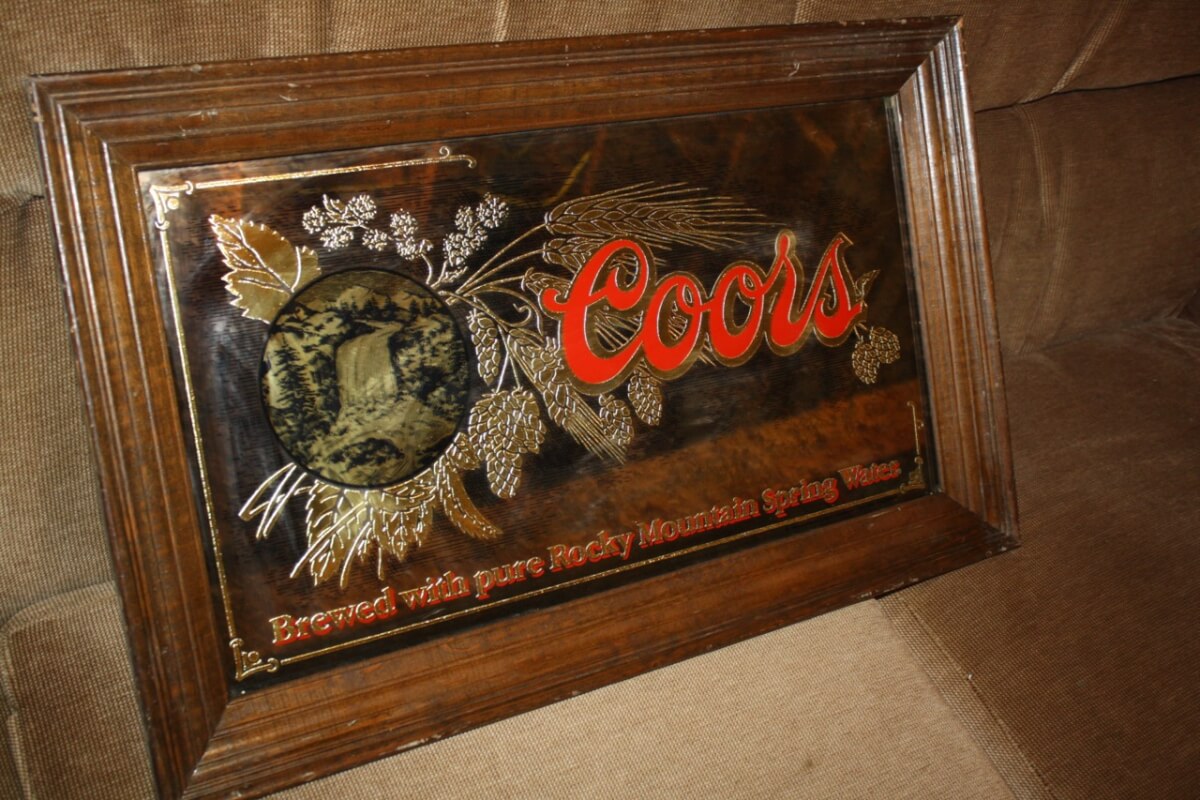 Coors
Brewed with pure Rocky Mountain Spring Water